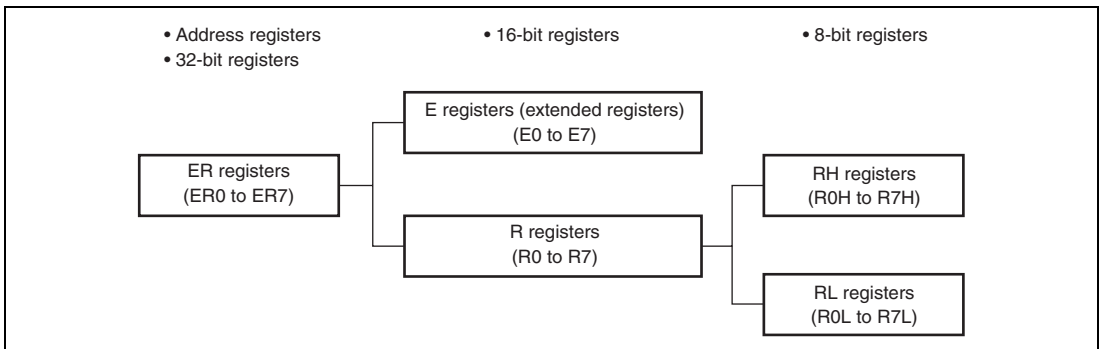 • Address registers
• 32-bit registers
• 16-bit registers
• 8-bit registers
E registers (extended registers)
(E0 to E7)
ER registers
(ER0 to ER7)
RH registers
(R0H to R7H)
R registers
(R0 to R7)
RL registers
(R0L to R7L)